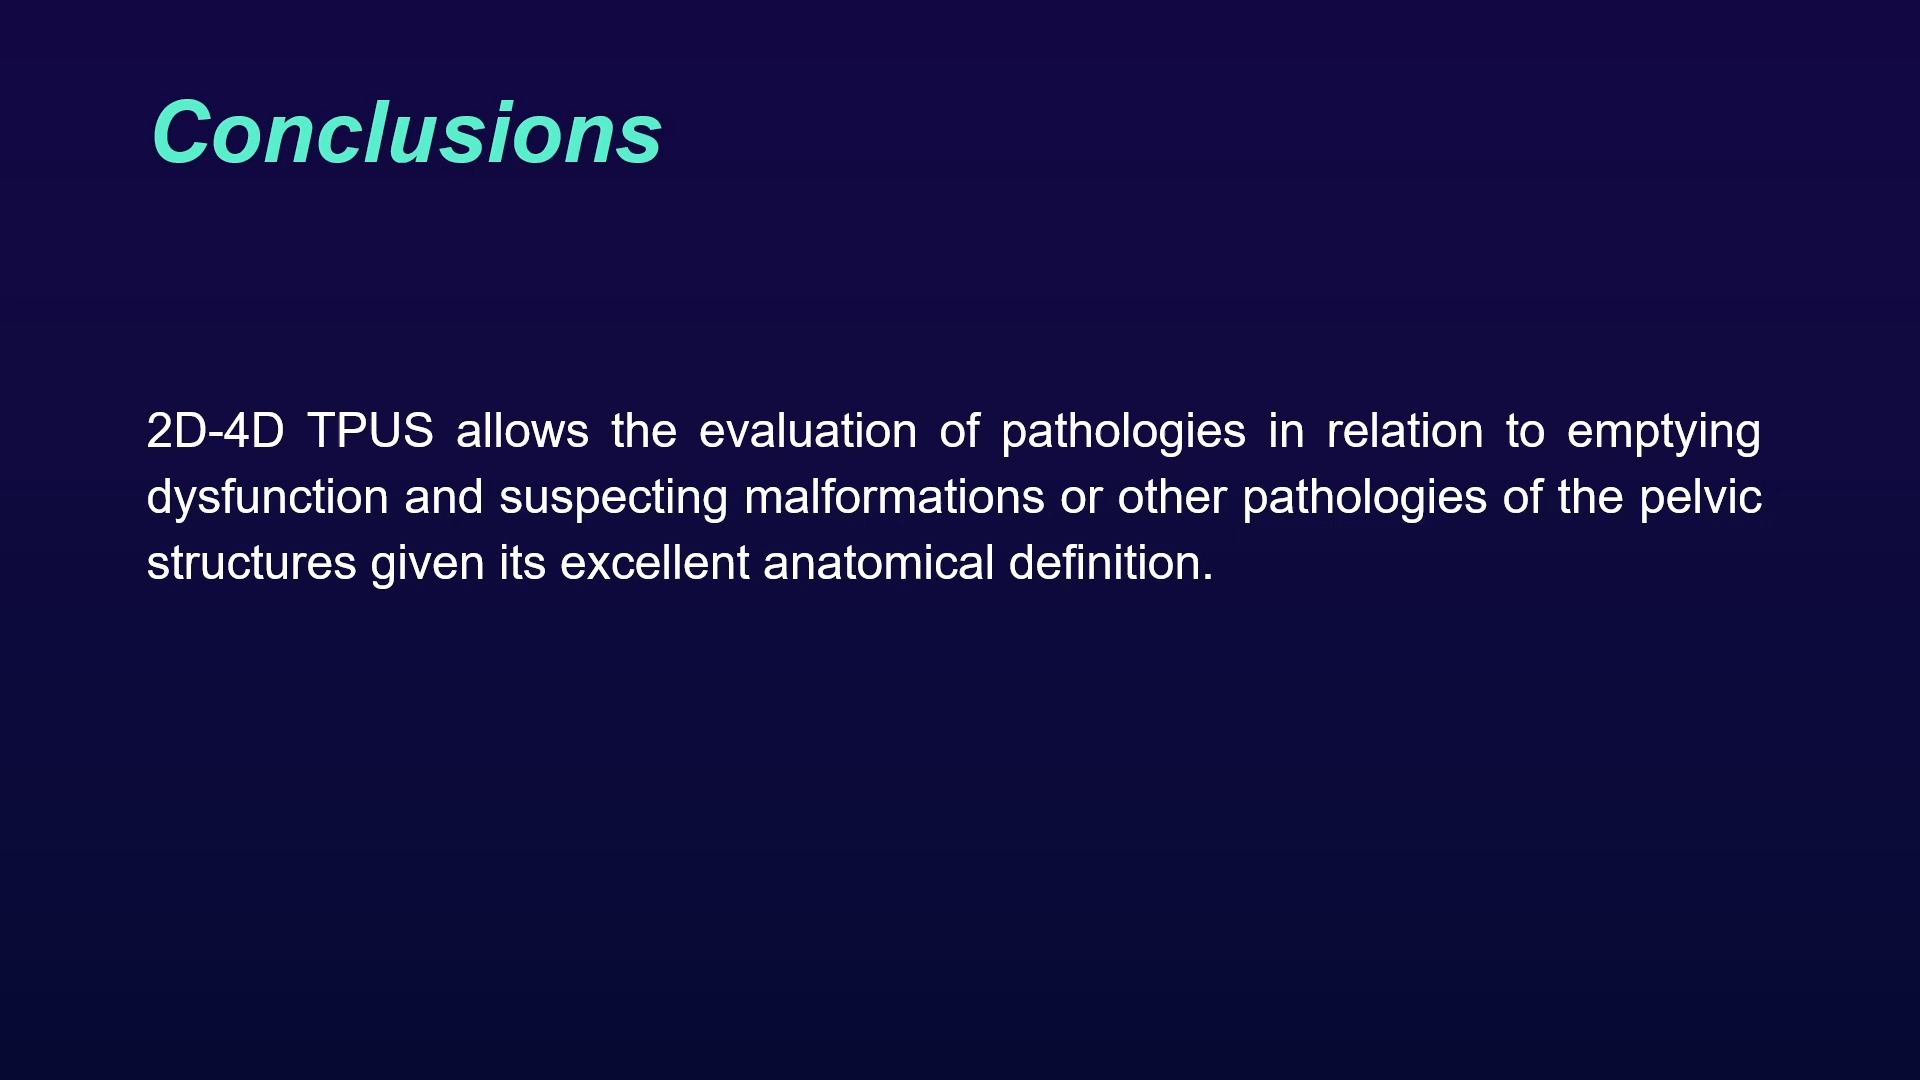 Conclusions
2D-4D TPUS allows the evaluation of pathologies in relation to emptying
dysfunction and suspecting malformations or other pathologies of the pelvic
structures given its excellent anatomical definition.